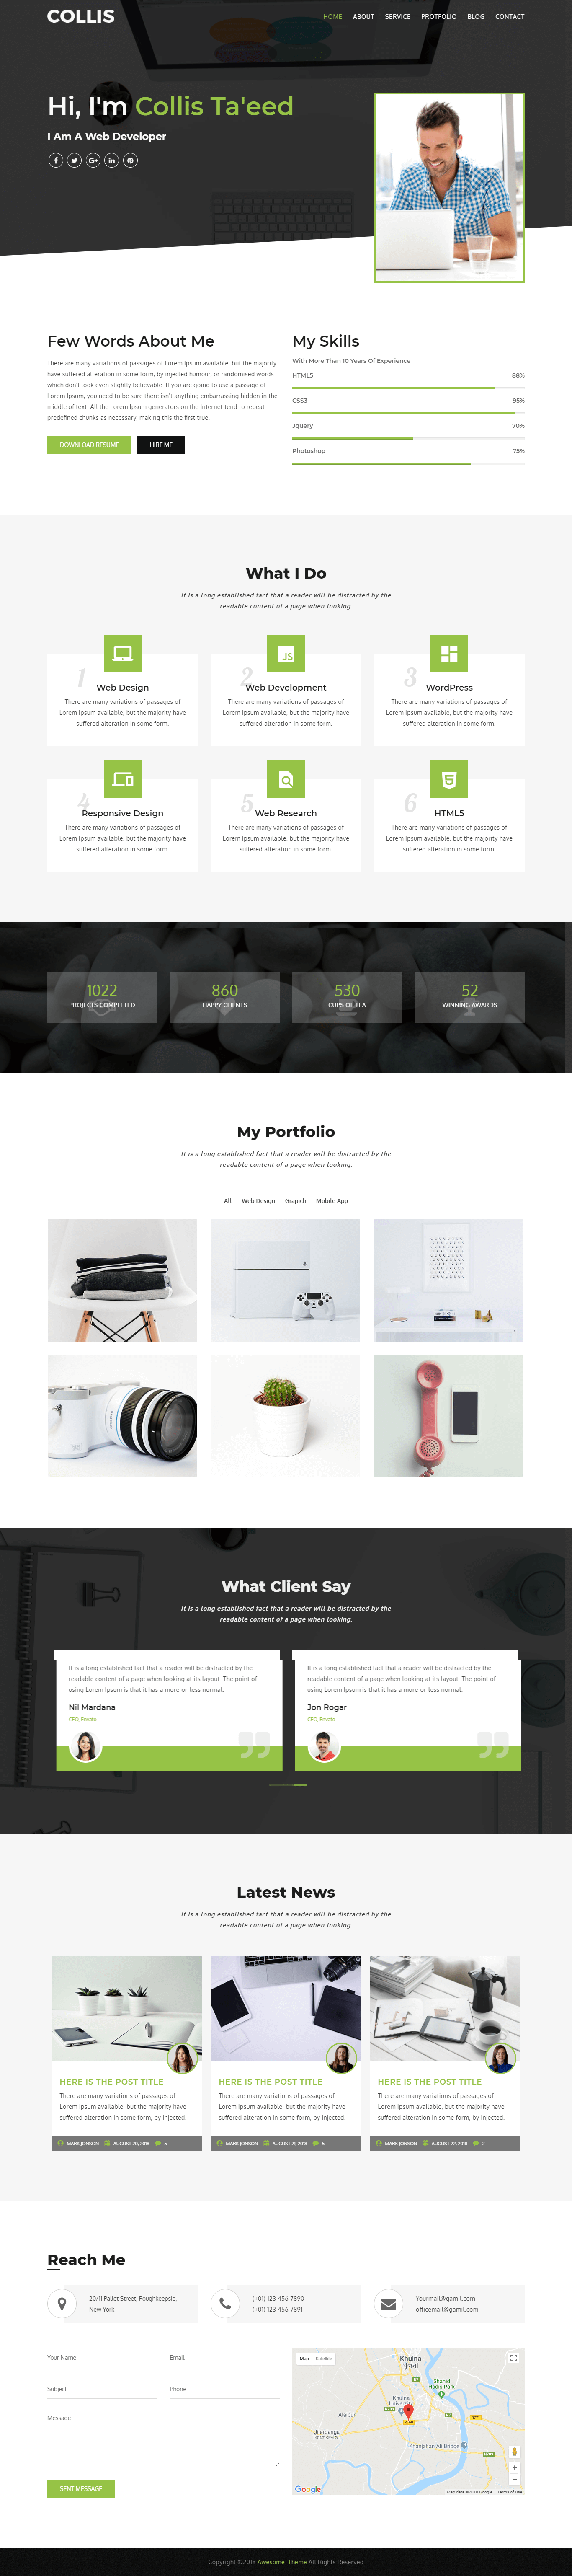 COLLIS
HOME ABOUT SERVICE PROTFOLIO BLOG CONTACT
Hi, I'm Collis Ta'eed
I Am A Web Developer
Few Words About Me
There are many variations of passages of Lorem Ipsum available, but the majority
have suffered alteration in some form, by injected humour, or randomised words
which don't look even slightly believable. If you are going to use a passage of
Lorem Ipsum, you need to be sure there isn't anything embarrassing hidden in the
middle of text. All the Lorem Ipsum generators on the Internet tend to repeat
predefined chunks as necessary, making this the first true.
DOWNLOAD RESUME HIRE ME
My Skills
With More Than 10 Years Of Experience
HTML5 88%
CSS3 95%
Jquery 70%
Photoshop 75%
What I Do
It is a long established fact that a reader will be distracted by the
readable content of a page when looking.
1
Web Design
There are many variations of passages of
Lorem Ipsum available, but the majority have
suffered alteration in some form.
JS
2
Web Development
There are many variations of passages of
Lorem Ipsum available, but the majority have
suffered alteration in some form.
3
WordPress
There are many variations of passages of
Lorem Ipsum available, but the majority have
suffered alteration in some form.
4
Responsive Design
There are many variations of passages of
Lorem Ipsum available, but the majority have
suffered alteration in some form.
5
Web Research
There are many variations of passages of
Lorem Ipsum available, but the majority have
suffered alteration in some form.
5
6
HTML5
There are many variations of passages of
Lorem Ipsum available, but the majority have
suffered alteration in some form.
1022
PROJECTS COMPLETED
860
HAPPY CLIENTS
530
CUPS OF TEA
52
WINNING AWARDS
My Portfolio
It is a long established fact that a reader will be distracted by the
readable content of a page when looking.
All Web Design Grapich Mobile App
What Client Say
It is a long established fact that a reader will be distracted by the
readable content of a page when looking.
It is a long established fact that a reader will be distracted by the
readable content of a page when looking at its layout. The point of
using Lorem Ipsum is that it has a more-or-less normal.
Nil Mardana
CEO, Envato
It is a long established fact that a reader will be distracted by the
readable content of a page when looking at its layout. The point of
using Lorem Ipsum is that it has a more-or-less normal.
Jon Rogar
CEO, Envato
Latest News
It is a long established fact that a reader will be distracted by the
readable content of a page when looking.
HERE IS THE POST TITLE
There are many variations of passages of
Lorem Ipsum available, but the majority have
suffered alteration in some form, by injected.
MARK JONSON AUGUST 20, 2018 5
HERE IS THE POST TITLE
There are many variations of passages of
Lorem Ipsum available, but the majority have
suffered alteration in some form, by injected.
MARK JONSON AUGUST 21, 2018 5
HERE IS THE POST TITLE
There are many variations of passages of
Lorem Ipsum available, but the majority have
suffered alteration in some form, by injected.
MARK JONSON AUGUST 22, 2018 2
Reach Me
20/11 Pallet Street, Poughkeepsie,
New York
(+01) 123 456 7890
(+01) 123 456 7891
Yourmail@gamil.com
officemail@gamil.com
Your Name Email
Subject Phone
Message
SENT MESSAGE
Map Satellite
Khulna
খুলনা
Shahid
Hadis Park
Khulna
University
Alaipur
Jlerdanga
Khanjahan Ali Bridge
Google
Map data ©2018 Google Terms of Use
Copyright ©2018 Awesome_Theme All Rights Reserved